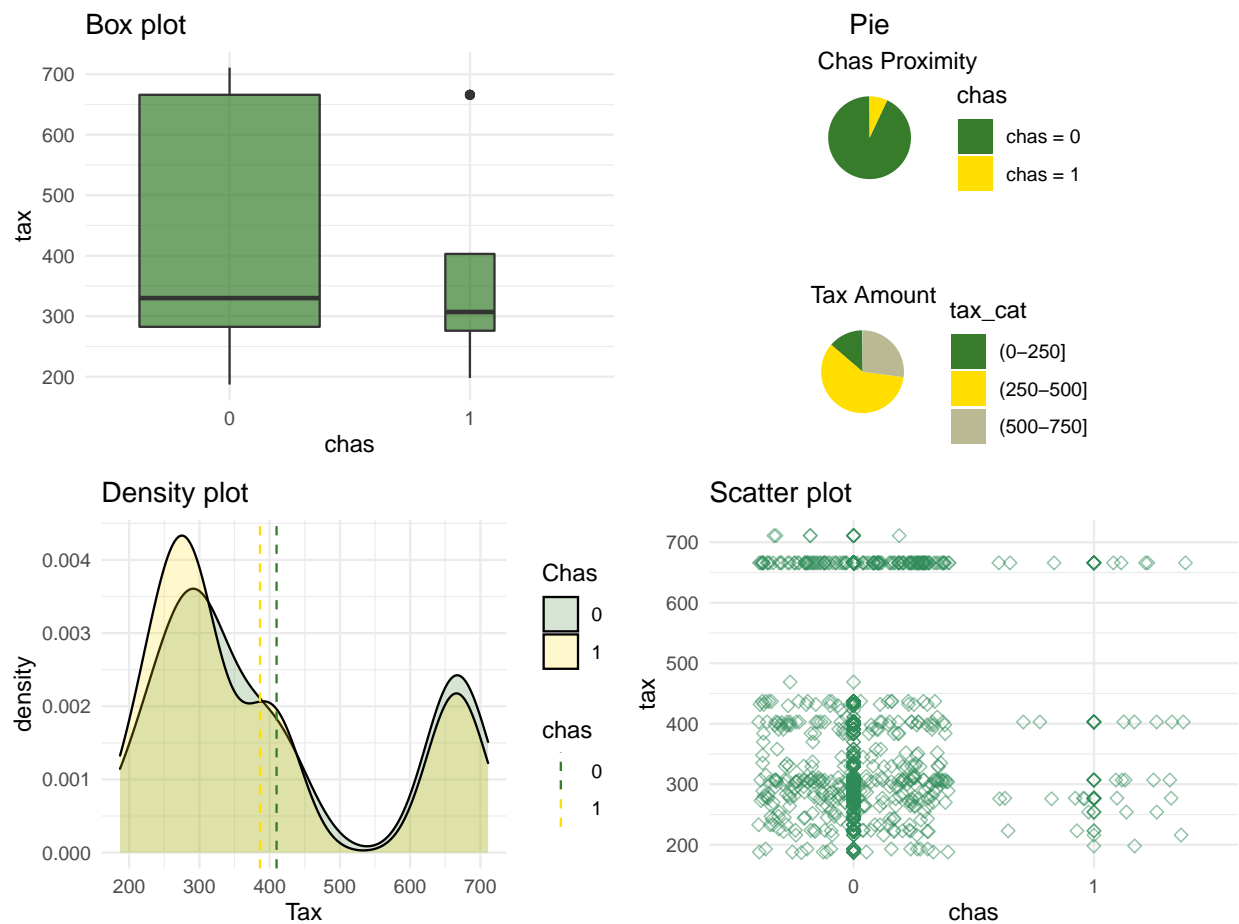 Box plot
700
600
500
400
300
200
tax
0
1
chas
Pie
Chas Proximity
chas
chas = 0
chas = 1
Tax Amount
tax_cat
(0−250]
(250−500]
(500−750]
Density plot
0.004
0.003
0.002
0.001
0.000
density
200 300 400 500 600 700
Tax
Chas
0
1
chas
0
1
Scatter plot
700
600
500
400
300
200
tax
0
1
chas